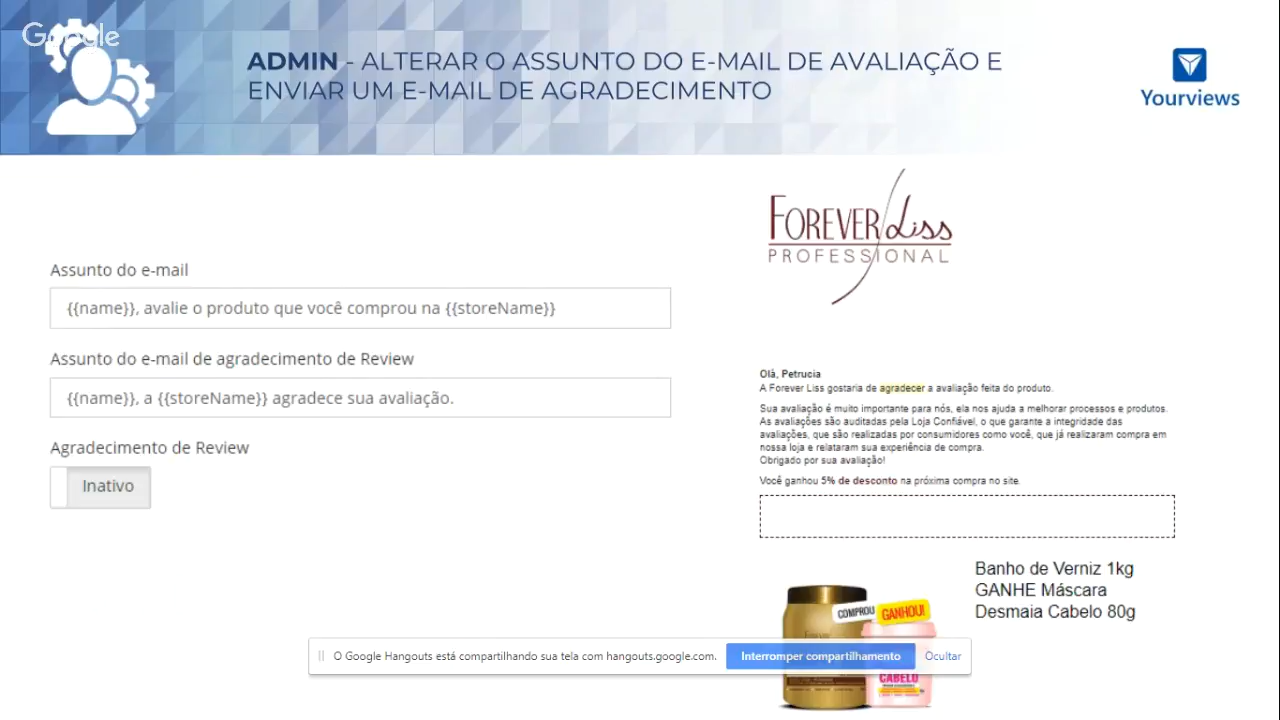 Google
ADMIN - ALTERAR O ASSUNTO DO E-MAIL DE AVALIAÇÃO E
ENVIAR UM E-MAIL DE AGRADECIMENTO
Yourviews
Assunto do e-mail
{{name}}, avalie o produto que você comprou na {{storeName}}
Assunto do e-mail de agradecimento de Review
{{name}}, a {{storeName}} agradece sua avaliação.
Agradecimento de Review
Inativo
FOREVER Liss
PROFESSIONAL
Olá, Petrucia
A Forever Liss gostaria de agradecer a avaliação feita do produto.
Sua avaliação é muito importante para nós, ela nos ajuda a melhorar processos e produtos.
As avaliações são auditadas pela Loja Confiável, o que garante a integridade das
avaliações, que são realizadas por consumidores como você, que já realizaram compra em
nossa loja e relataram sua experiência de compra.
Obrigado por sua avaliação!
Você ganhou 5% de desconto na próxima compra no site.
Banho de Verniz 1kg
GANHE Máscara
Desmaia Cabelo 80g
COMPROU GANHOU!
O Google Hangouts está compartilhando sua tela com hangouts.google.com.
Interromper compartilhamento
Ocultar
CABELO